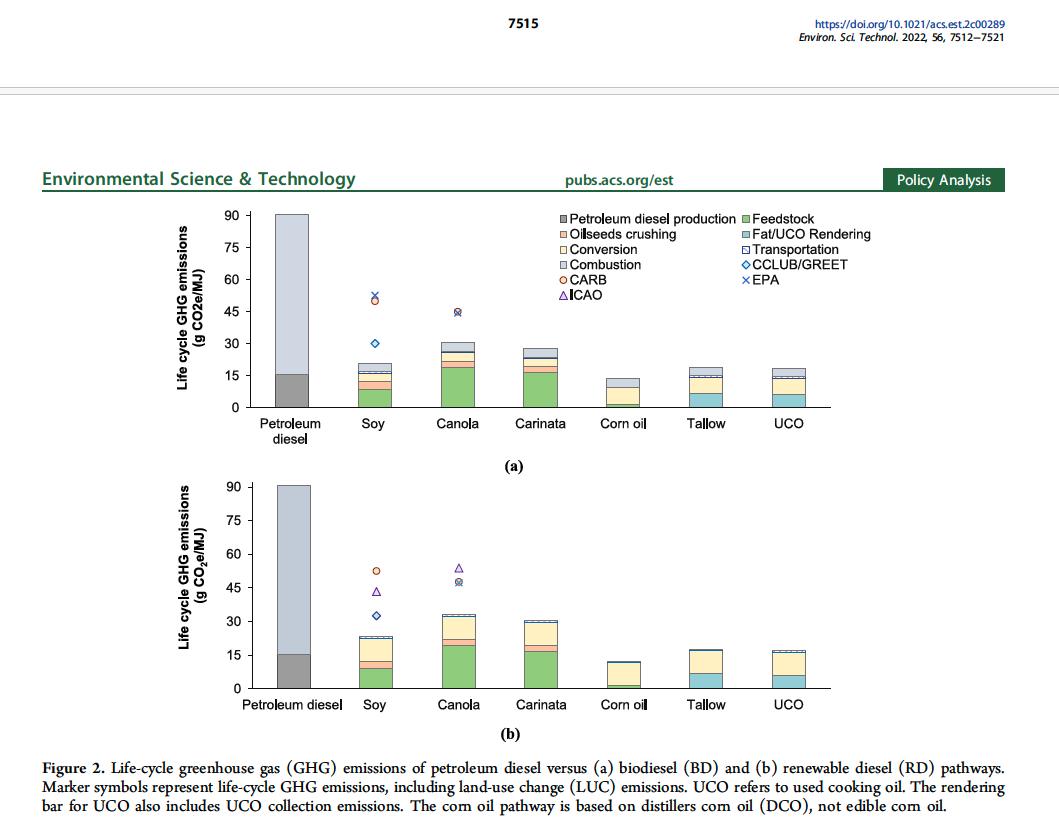 7515
https://doi.org/10.1021/acs.est.2c00289
Environ. Sci. Technol. 2022, 56, 7512−7521
Environmental Science & Technology
pubs.acs.org/est
Policy Analysis
Life cycle GHG emissions
(g CO2e/MJ)
90
75
60
45
30
15
0
Petroleum diesel production
Feedstock
Oilseeds crushing
Fat/UCO Rendering
Conversion
Transportation
Combustion
CCLUB/GREET
CARB
EPA
ICAO
Petroleum
diesel
Soy
Canola
Carinata
Corn oil
Tallow
UCO
(a)
Life cycle GHG emissions
(g CO2e/MJ)
90
75
60
45
30
15
0
Petroleum diesel
Soy
Canola
Carinata
Corn oil
Tallow
UCO
(b)
Figure 2. Life-cycle greenhouse gas (GHG) emissions of petroleum diesel versus (a) biodiesel (BD) and (b) renewable diesel (RD) pathways.
Marker symbols represent life-cycle GHG emissions, including land-use change (LUC) emissions. UCO refers to used cooking oil. The rendering
bar for UCO also includes UCO collection emissions. The corn oil pathway is based on distillers corn oil (DCO), not edible corn oil.